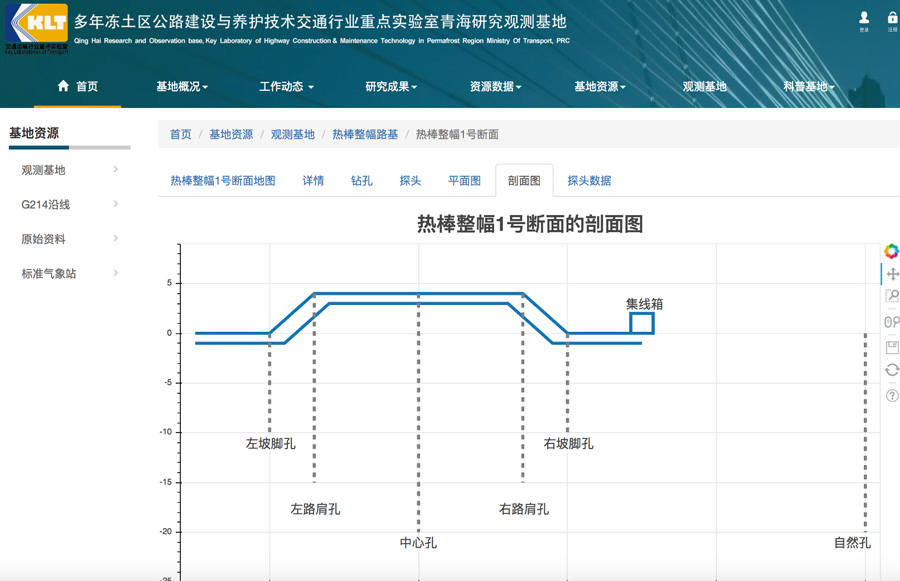 KLT
交通运输行业重点实验室
Key Laboratory of Transport
多年冻土区公路建设与养护技术交通行业重点实验室青海研究观测基地
Qing Hai Research and Observation base, Key Laboratory of Highway Construction & Maintenance Technology in Permafrost Region Ministry Of Transport, PRC
登录
注册
首页
基地概况
工作动态
研究成果
资源数据
基地资源
观测基地
科普基地
基地资源
观测基地
G214沿线
原始资料
标准气象站
首页 / 基地资源 / 观测基地 / 热棒整幅路基 / 热棒整幅1号断面
热棒整幅1号断面地图
详情
钻孔
探头
平面图
剖面图
探头数据
热棒整幅1号断面的剖面图
5
0
-5
-10
-15
-20
-25
集线箱
左坡脚孔
右坡脚孔
左路肩孔
右路肩孔
中心孔
自然孔